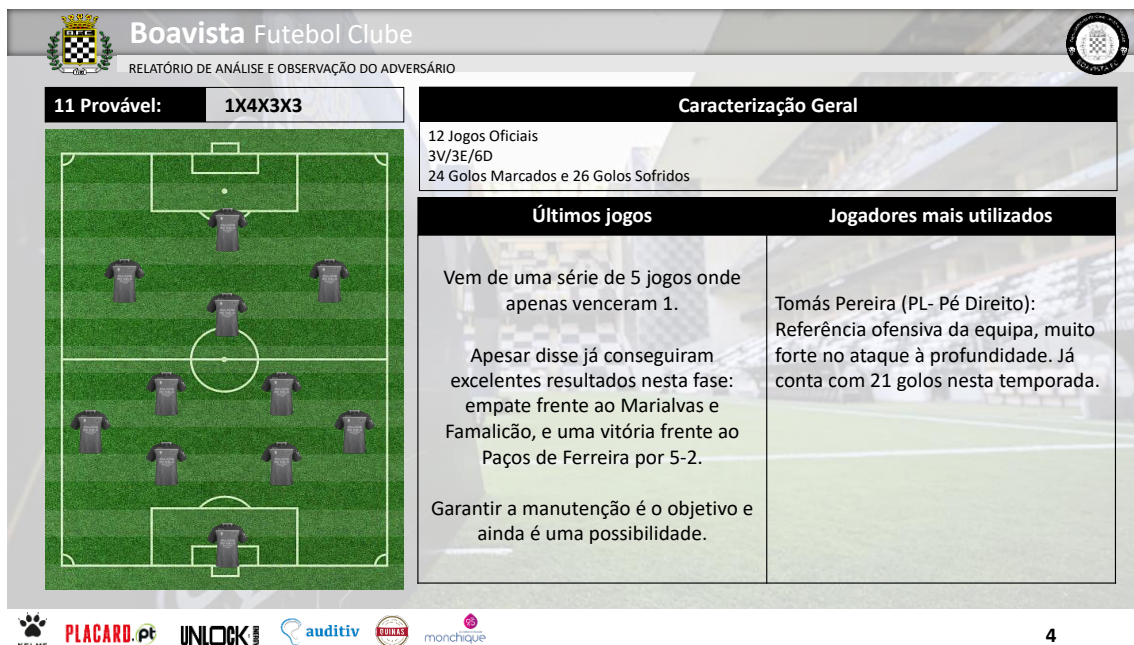 Boavista Futebol Clube
RELATÓRIO DE ANÁLISE E OBSERVAÇÃO DO ADVERSÁRIO
11 Provável:
1X4X3X3
Caracterização Geral
12 Jogos Oficiais
3V/3E/6D
24 Golos Marcados e 26 Golos Sofridos
Últimos jogos
Vem de uma série de 5 jogos onde
apenas venceram 1.
Apesar disse já conseguiram
excelentes resultados nesta fase:
empate frente ao Marialvas e
Famalicão, e uma vitória frente ao
Paços de Ferreira por 5-2.
Garantir a manutenção é o objetivo e
ainda é uma possibilidade.
Jogadores mais utilizados
Tomás Pereira (PL- Pé Direito):
Referência ofensiva da equipa, muito
forte no ataque à profundidade. Já
conta com 21 golos nesta temporada.
PLACARD.pt
UNLOCK
auditiv
QUINAS
monchique
4